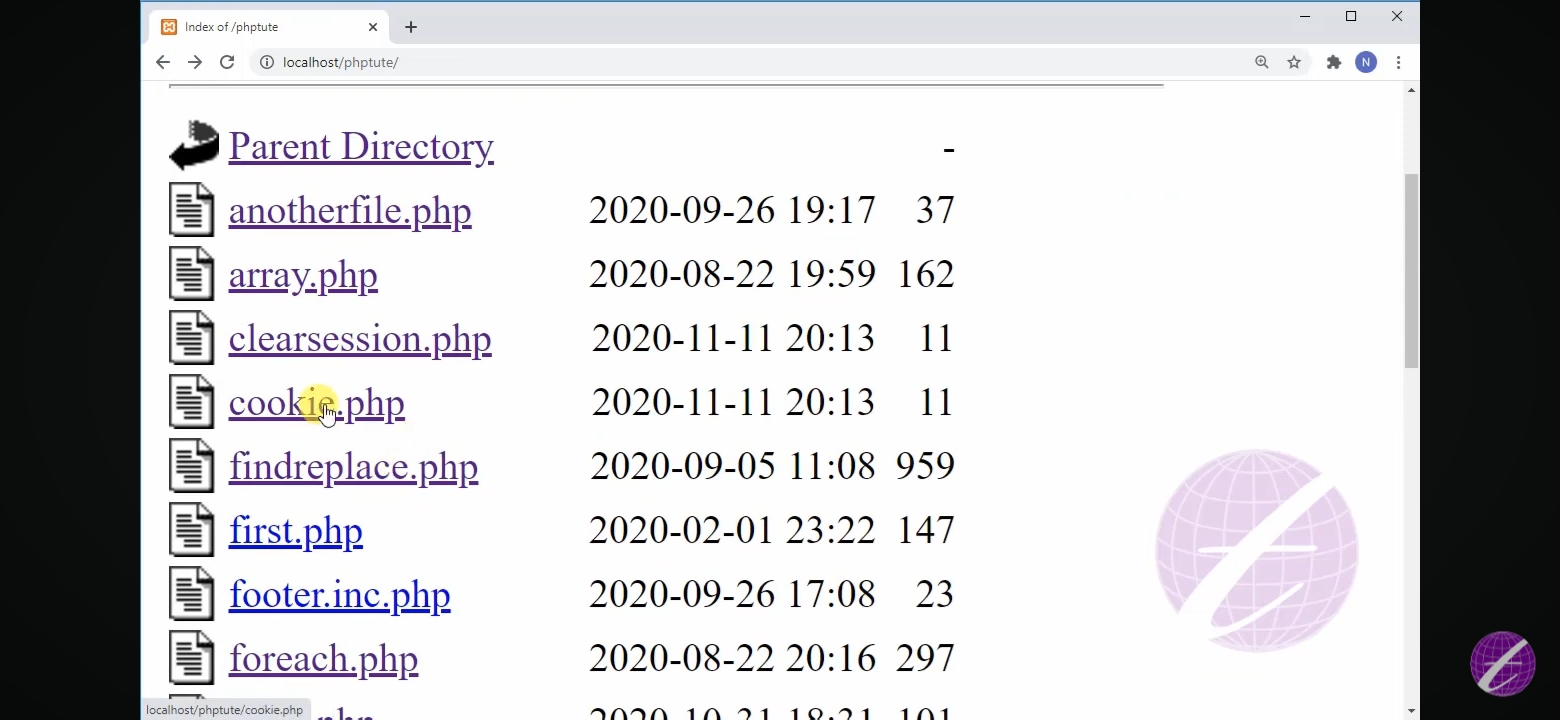 Index of /phptute
localhost/phptute/
N
Parent Directory -
anotherfile.php 2020-09-26 19:17 37
array.php 2020-08-22 19:59 162
clearsession.php 2020-11-11 20:13 11
cookie.php 2020-11-11 20:13 11
findreplace.php 2020-09-05 11:08 959
first.php 2020-02-01 23:22 147
footer.inc.php 2020-09-26 17:08 23
foreach.php 2020-08-22 20:16 297
.php 2020-10-31 18:31 101
localhost/phptute/cookie.php